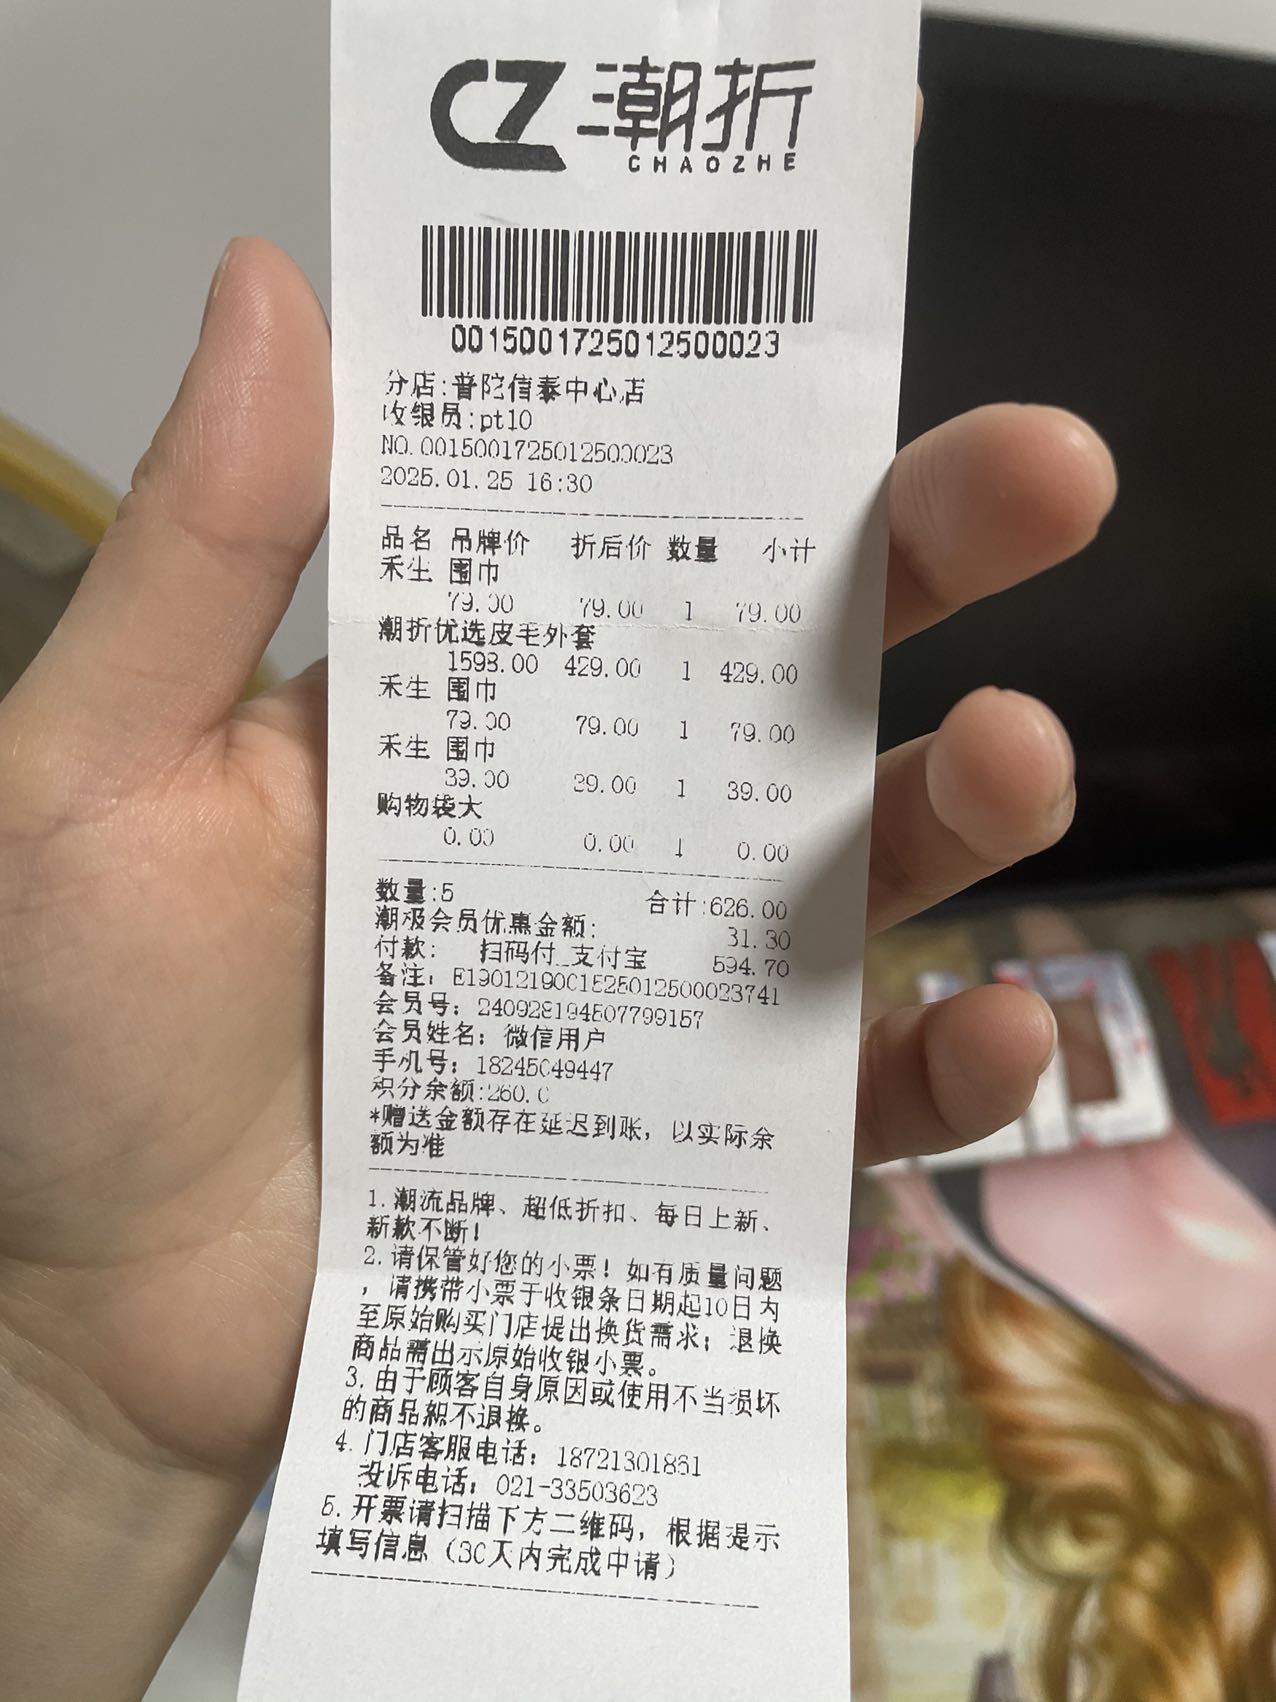 CZ 潮折
CHAOZHE
0015001725012500023
分店:普陀信泰中心店
收银员:pt10
NO.0015001725012500023
2025.01.25 16:30
品名 吊牌价 折后价 数量 小计
禾生 围巾
79.00 79.00 1 79.00
潮折优选皮毛外套
1598.00 429.00 1 429.00
禾生 围巾
79.00 79.00 1 79.00
禾生 围巾
39.00 39.00 1 39.00
购物袋大
0.00 0.00 1 0.00
数量:5 合计:626.00
潮极会员优惠金额: 31.30
付款: 扫码付_支付宝 594.70
备注: E1901219001525012500023741
会员号: 240928194807799157
会员姓名: 微信用户
手机号: 18245049447
积分余额:260.0
*赠送金额存在延迟到账, 以实际余
额为准
1.潮流品牌、超低折扣、每日上新、
新款不断!
2.请保管好您的小票! 如有质量问题
, 请携带小票于收银条日期起10日内
至原始购买门店提出换货需求; 退换
商品需出示原始收银小票。
3.由于顾客自身原因或使用不当损坏
的商品织不退换。
4.门店客服电话: 18721301861
投诉电话: 021-33503623
5.开票请扫描下方二维码, 根据提示
填写信息 (30天内完成申请)